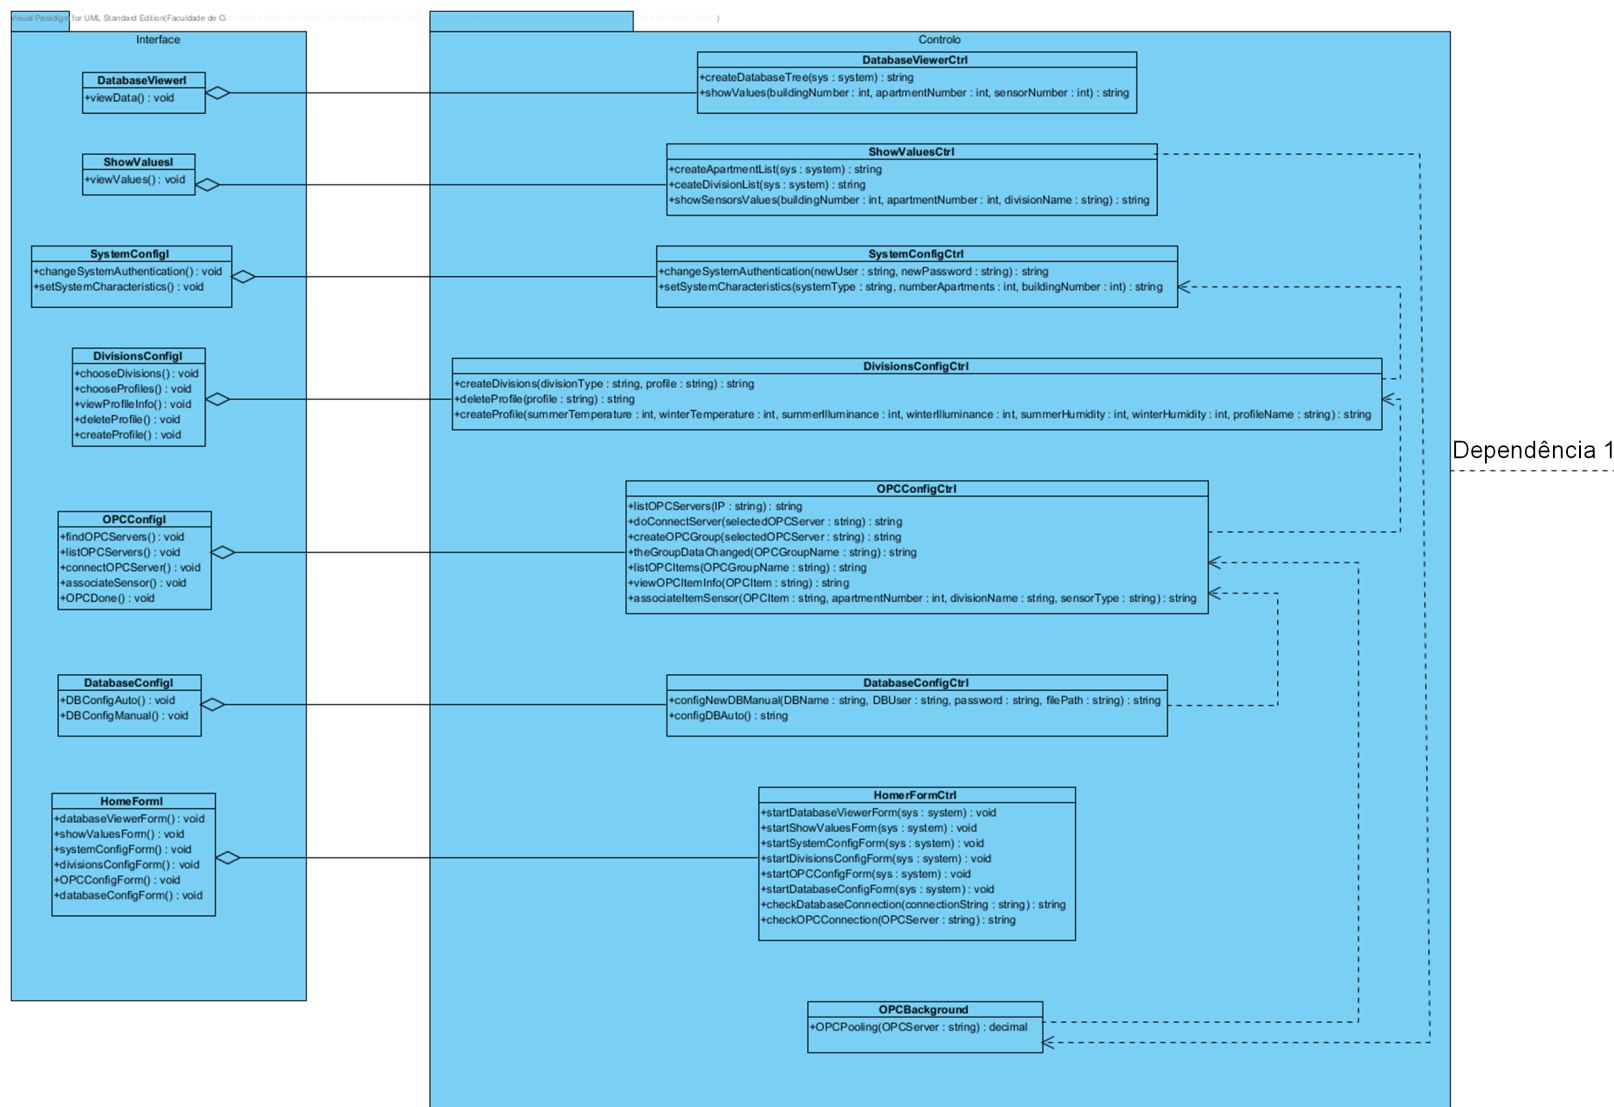 Visual Paradigm for UML Standard Edition(Faculdade de Ci
)
Interface
DatabaseViewerI
+viewData() : void
ShowValuesI
+viewValues() : void
SystemConfigI
+changeSystemAuthentication() : void
+setSystemCharacteristics() : void
DivisionsConfigI
+chooseDivisions() : void
+chooseProfiles() : void
+viewProfileInfo() : void
+deleteProfile() : void
+createProfile() : void
OPCConfigI
+findOPCServers() : void
+listOPCServers() : void
+connectOPCServer() : void
+associateSensor() : void
+OPCDone() : void
DatabaseConfigI
+DBConfigAuto() : void
+DBConfigManual() : void
HomeFormI
+databaseViewerForm() : void
+showValuesForm() : void
+systemConfigForm() : void
+divisionsConfigForm() : void
+OPCConfigForm() : void
+databaseConfigForm() : void
Controlo
DatabaseViewerCtrl
+createDatabaseTree(sys : system) : string
+showValues(buildingNumber : int, apartmentNumber : int, sensorNumber : int) : string
ShowValuesCtrl
+createApartmentList(sys : system) : string
+ceateDivisionList(sys : system) : string
+showSensorsValues(buildingNumber : int, apartmentNumber : int, divisionName : string) : string
SystemConfigCtrl
+changeSystemAuthentication(newUser : string, newPassword : string) : string
+setSystemCharacteristics(systemType : string, numberApartments : int, buildingNumber : int) : string
DivisionsConfigCtrl
+createDivisions(divisionType : string, profile : string) : string
+deleteProfile(profile : string) : string
+createProfile(summerTemperature : int, winterTemperature : int, summerIlluminance : int, winterIlluminance : int, summerHumidity : int, winterHumidity : int, profileName : string) : string
OPCConfigCtrl
+listOPCServers(IP : string) : string
+doConnectServer(selectedOPCServer : string) : string
+createOPCGroup(selectedOPCServer : string) : string
+theGroupDataChanged(OPCGroupName : string) : string
+listOPCItems(OPCGroupName : string) : string
+viewOPCItemInfo(OPCItem : string) : string
+associateItemSensor(OPCItem : string, apartmentNumber : int, divisionName : string, sensorType : string) : string
DatabaseConfigCtrl
+configNewDBManual(DBName : string, DBUser : string, password : string, filePath : string) : string
+configDBAuto() : string
HomerFormCtrl
+startDatabaseViewerForm(sys : system) : void
+startShowValuesForm(sys : system) : void
+startSystemConfigForm(sys : system) : void
+startDivisionsConfigForm(sys : system) : void
+startOPCConfigForm(sys : system) : void
+startDatabaseConfigForm(sys : system) : void
+checkDatabaseConnection(connectionString : string) : string
+checkOPCConnection(OPCServer : string) : string
OPCBackground
+OPCPooling(OPCServer : string) : decimal
Dependência 1